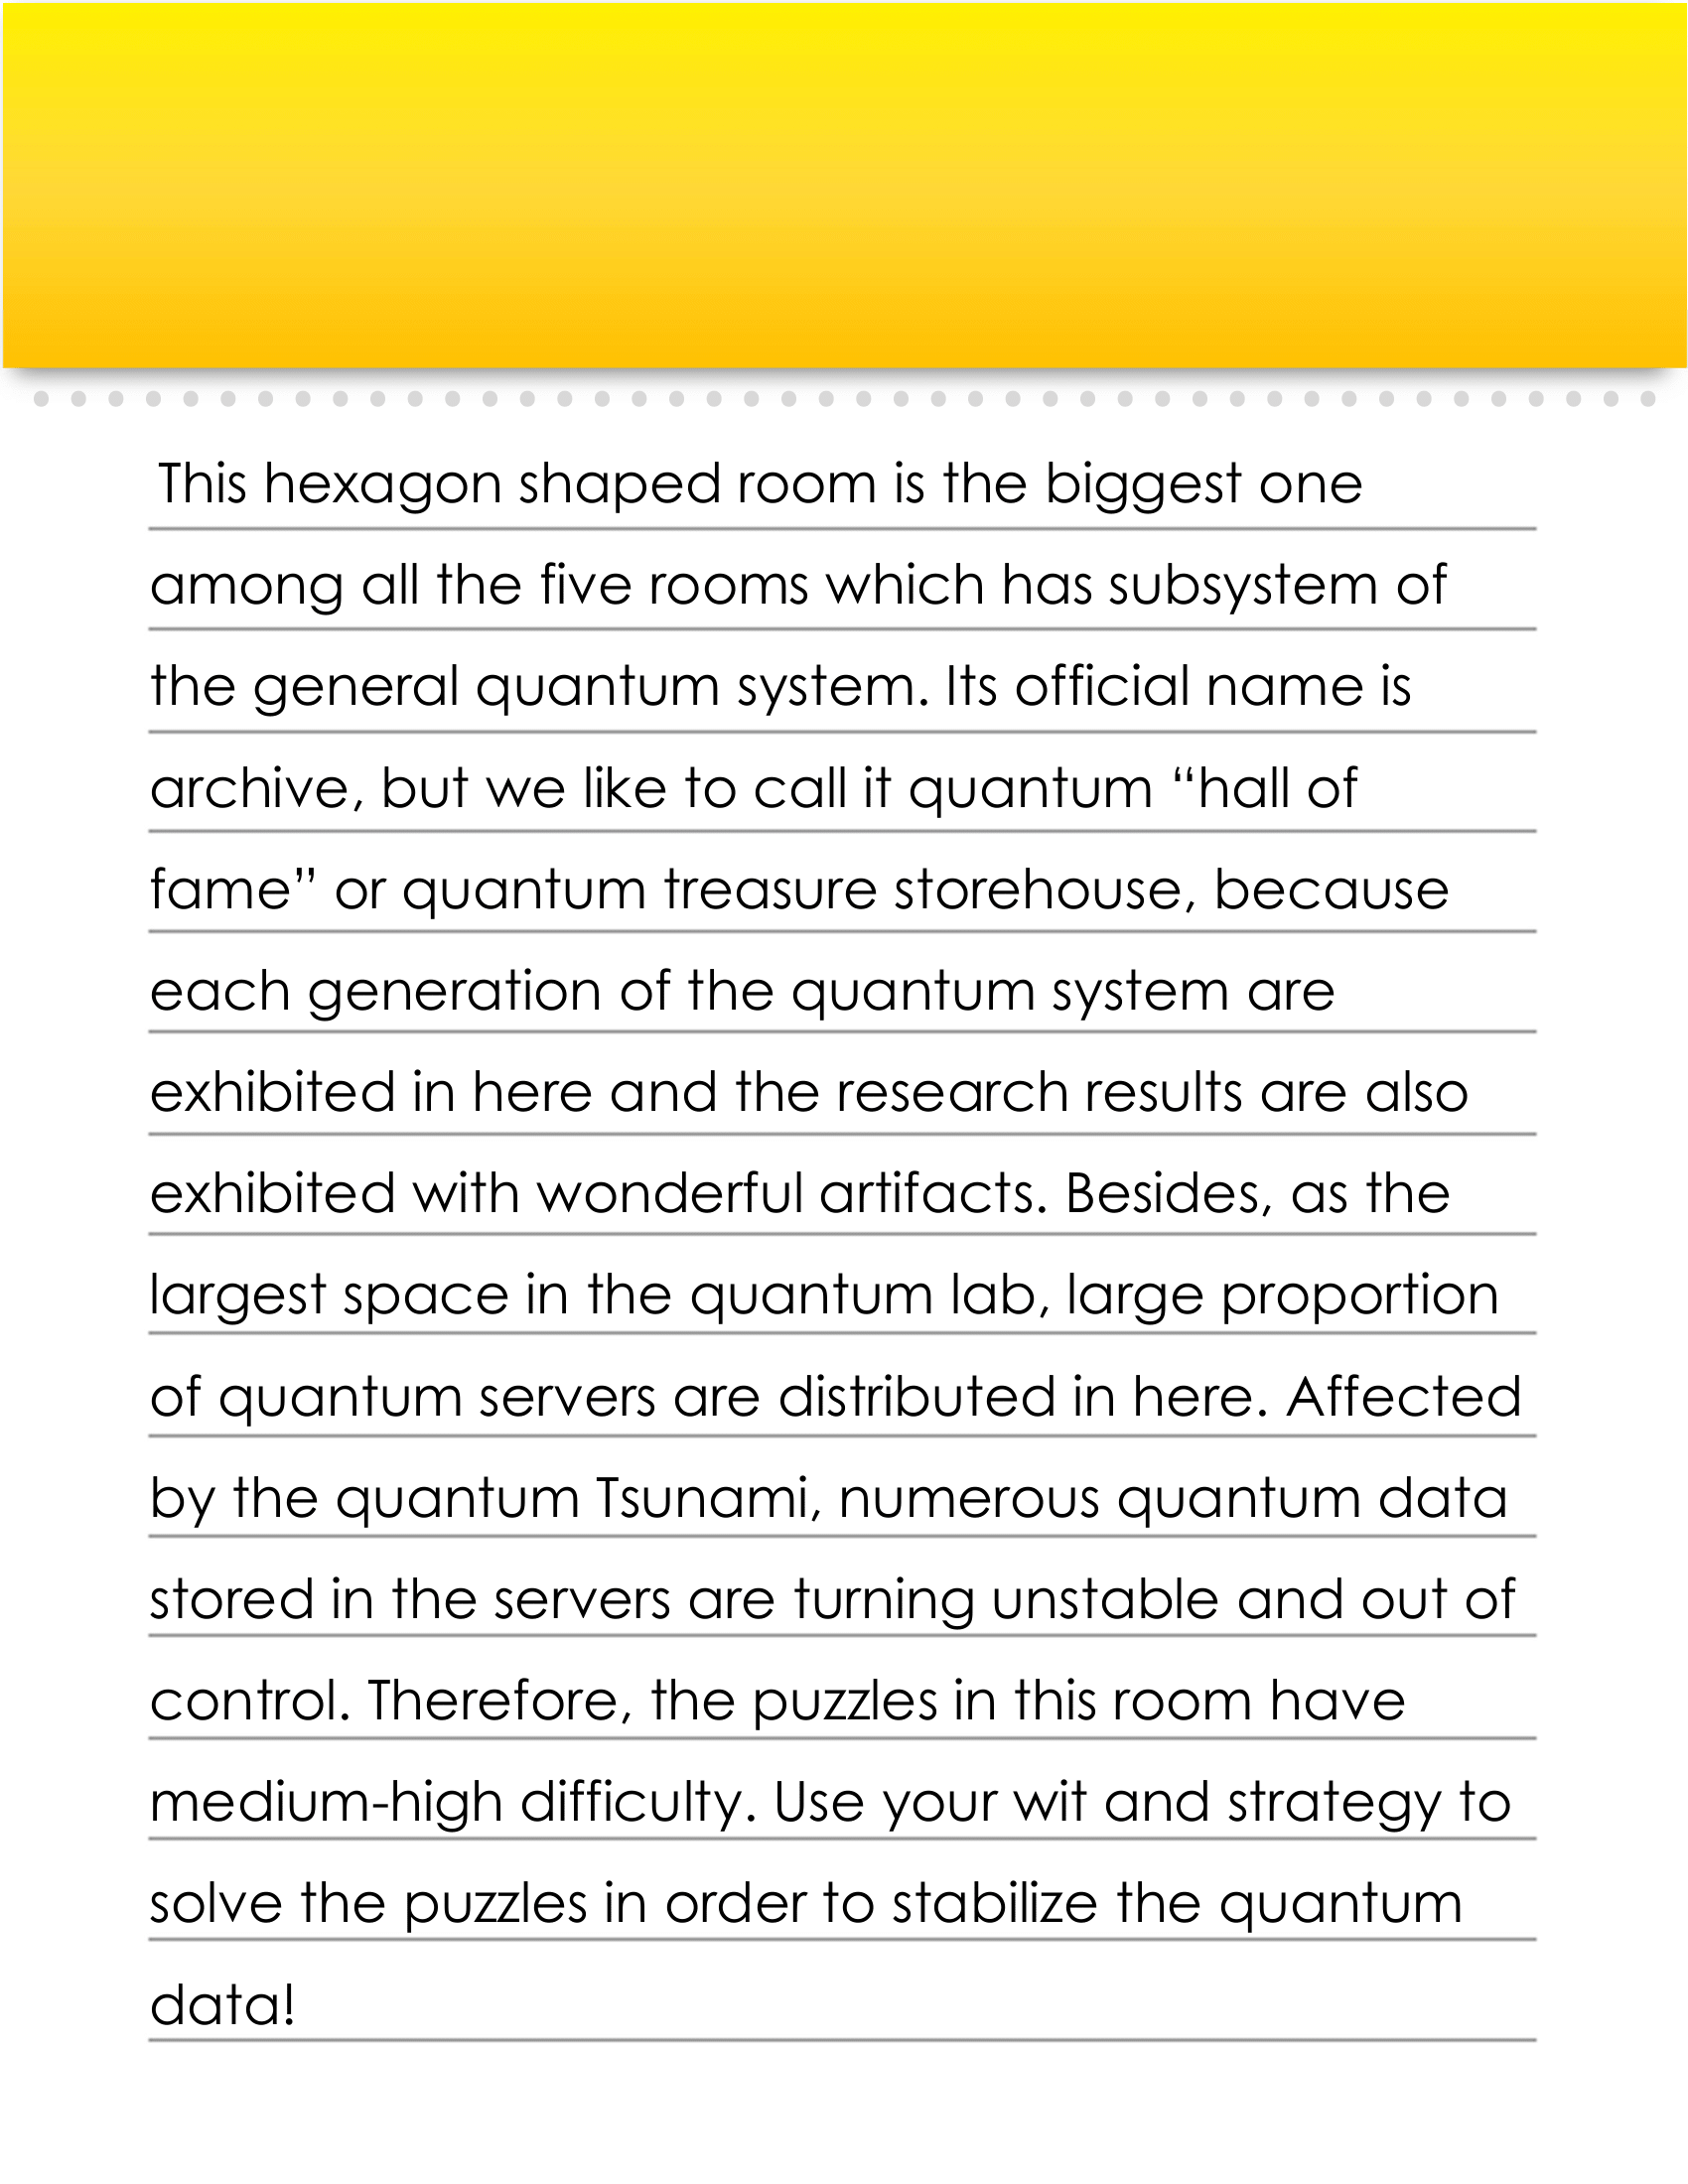 This hexagon shaped room is the biggest one
among all the five rooms which has subsystem of
the general quantum system. Its official name is
archive, but we like to call it quantum “hall of
fame” or quantum treasure storehouse, because
each generation of the quantum system are
exhibited in here and the research results are also
exhibited with wonderful artifacts. Besides, as the
largest space in the quantum lab, large proportion
of quantum servers are distributed in here. Affected
by the quantum Tsunami, numerous quantum data
stored in the servers are turning unstable and out of
control. Therefore, the puzzles in this room have
medium-high difficulty. Use your wit and strategy to
solve the puzzles in order to stabilize the quantum
data!